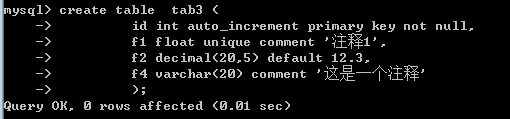 mysql> create table  tab3 (
    ->         id int auto_increment primary key not null,
    ->         f1 float unique comment '注释1',
    ->         f2 decimal(20,5) default 12.3,
    ->         f4 varchar(20) comment '这是一个注释'
    ->         );
Query OK, 0 rows affected (0.01 sec)